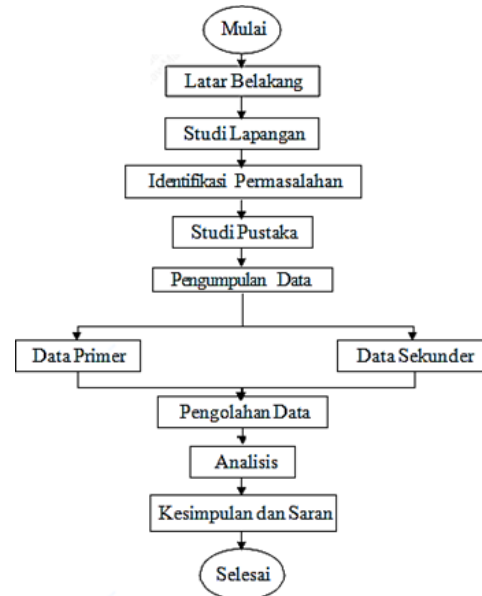 Mulai
Latar Belakang
Studi Lapangan
Identifikasi Permasalahan
Studi Pustaka
Pengumpulan Data
Data Primer
Data Sekunder
Pengolahan Data
Analisis
Kesimpulan dan Saran
Selesai